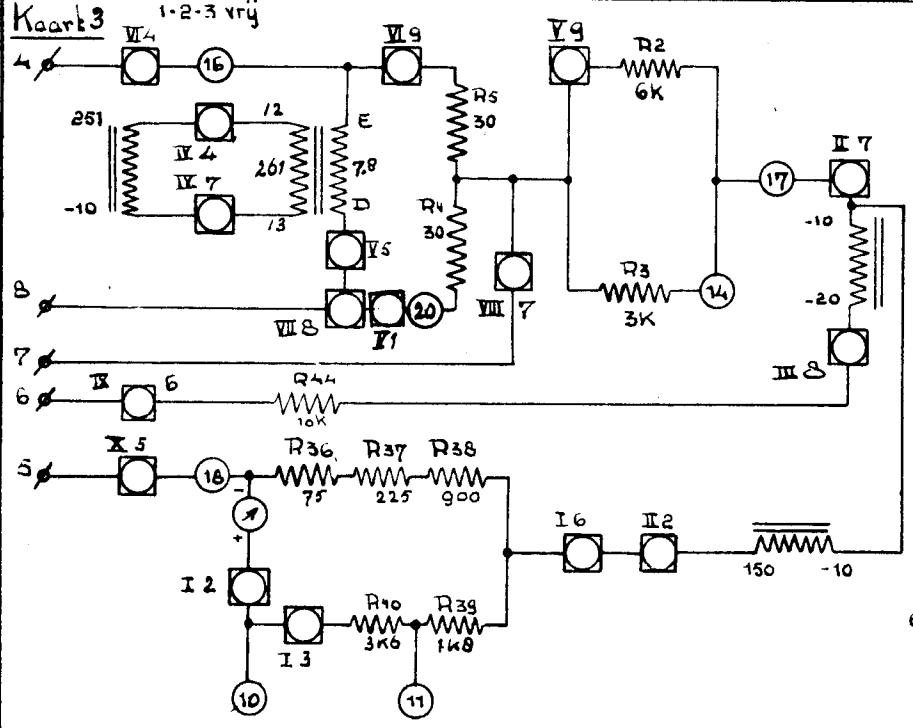 Kaart 3
1-2-3 vrij
VI 4
VI 9
V 9
R2
4
16
6K
251
12
E
R5
30
II 7
IV 4
17
IV 7
261
7.8
-10
-10
13
D
R4
30
V 5
R3
-20
8
14
VII 8
V1
20
VIII 7
3K
7
III 8
IX 6
R44
6
10K
X 5
R36
R37
R38
5
18
75
225
900
-
+
I 6
II 2
I 2
150
-10
R40
R39
3K6
1K8
I 3
10
11
6